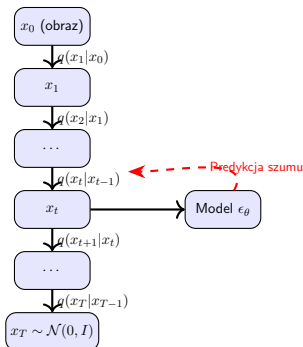 x_0 (obraz)
q(x_1|x_0)
x_1
q(x_2|x_1)
...
q(x_t|x_{t-1})
Predykcja szumu
x_t
Model ϵ_θ
q(x_{t+1}|x_t)
...
q(x_T|x_{T-1})
x_T ∼ 𝒩(0, I)